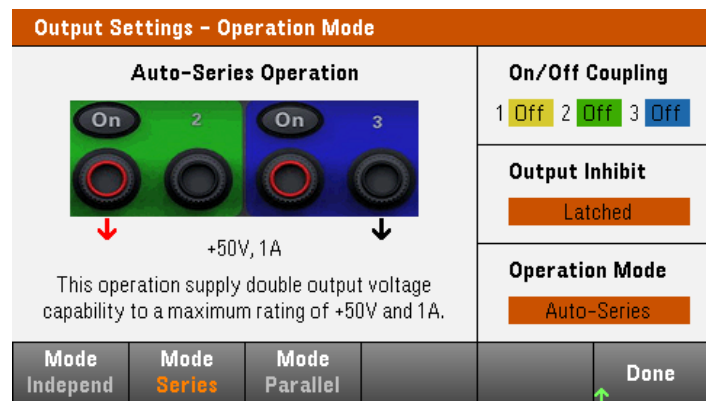 Output Settings - Operation Mode
Auto-Series Operation
On 2 On 3
+50V, 1A
This operation supply double output voltage
capability to a maximum rating of +50V and 1A.
On/Off Coupling
1 Off 2 Off 3 Off
Output Inhibit
Latched
Operation Mode
Auto-Series
Mode Mode Mode
Independ Series Parallel
Done